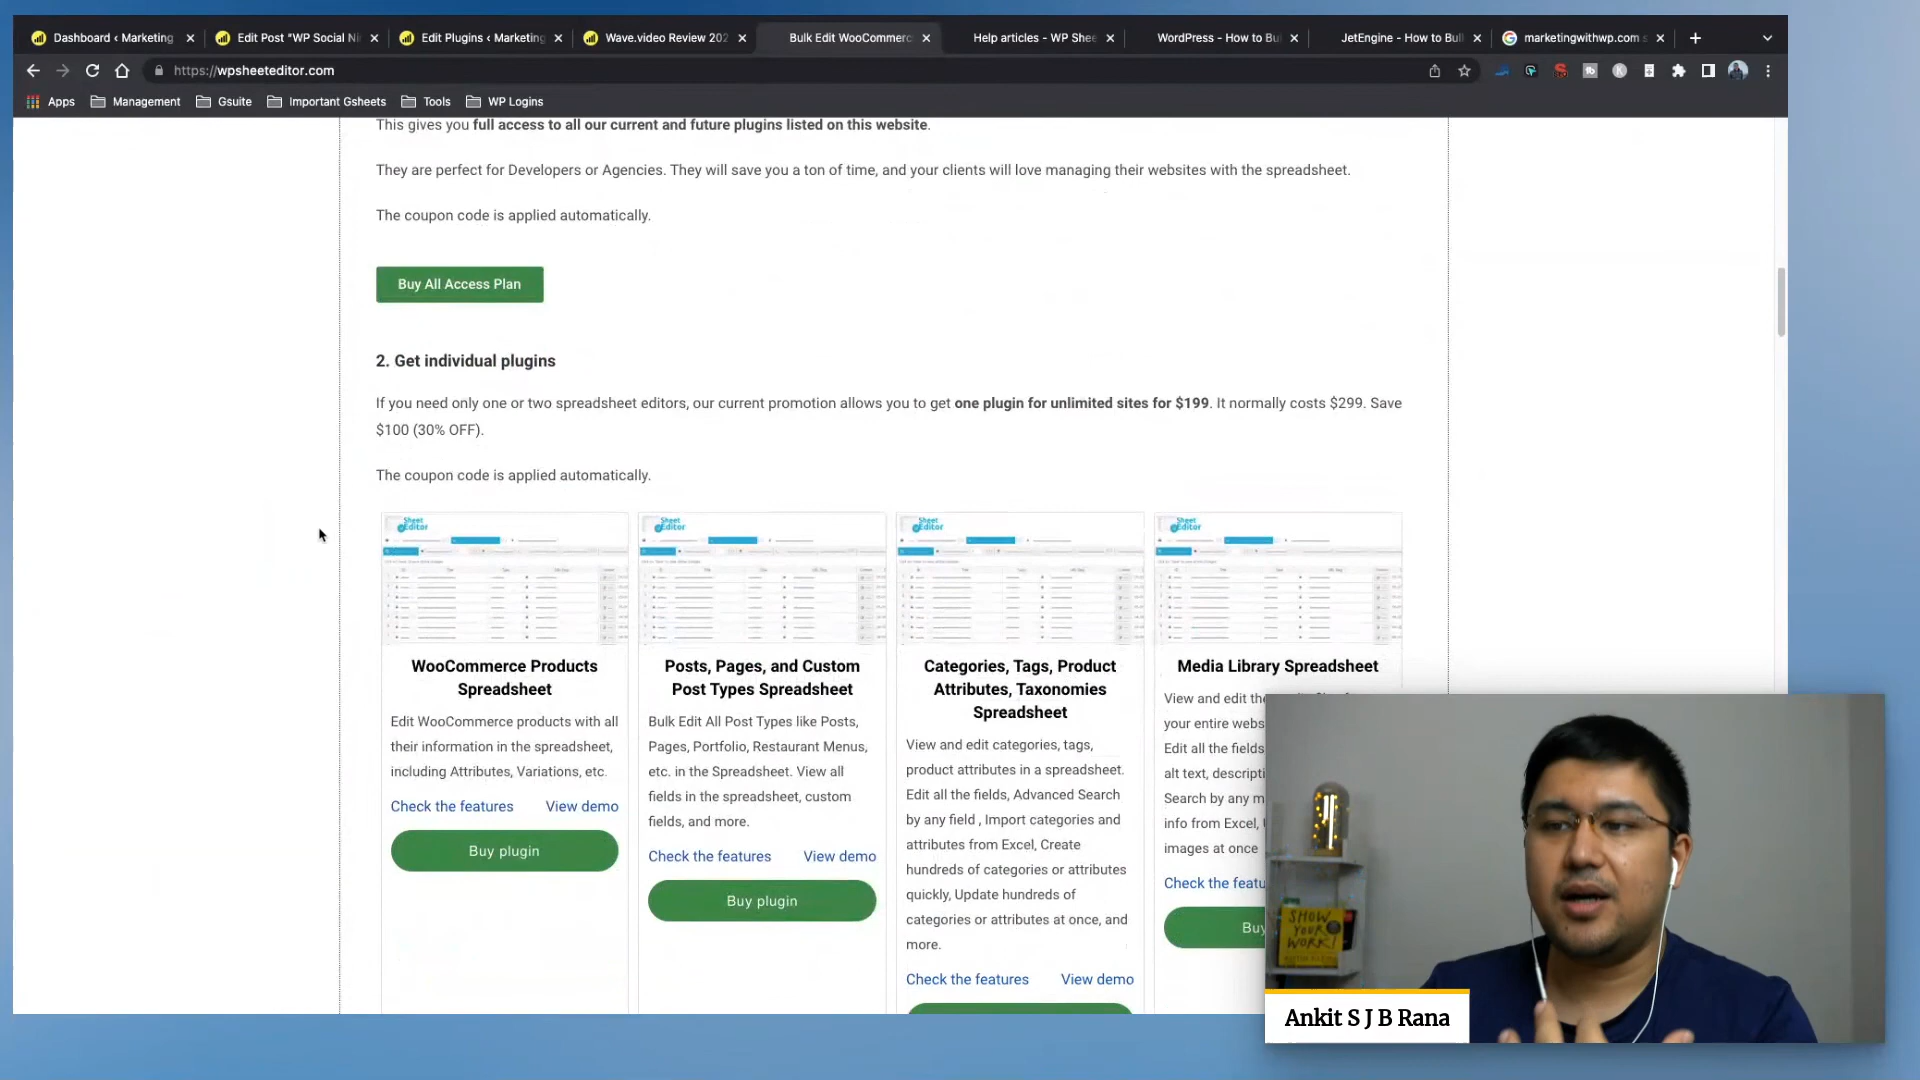 Dashboard ‹ Marketing
Edit Post "WP Social Ni
Edit Plugins ‹ Marketing
Wave.video Review 202
Bulk Edit WooCommerc
Help articles - WP Shee
WordPress - How to Bui
JetEngine - How to Buil
marketingwithwp.com s
https://wpsheeteditor.com
Apps
Management
Gsuite
Important Gsheets
Tools
WP Logins
This gives you full access to all our current and future plugins listed on this website.
They are perfect for Developers or Agencies. They will save you a ton of time, and your clients will love managing their websites with the spreadsheet.
The coupon code is applied automatically.
Buy All Access Plan
2. Get individual plugins
If you need only one or two spreadsheet editors, our current promotion allows you to get one plugin for unlimited sites for $199. It normally costs $299. Save
$100 (30% OFF).
The coupon code is applied automatically.
Sheet
Editor
WooCommerce Products
Spreadsheet
Edit WooCommerce products with all
their information in the spreadsheet,
including Attributes, Variations, etc.
Check the features
View demo
Buy plugin
Sheet
Editor
Posts, Pages, and Custom
Post Types Spreadsheet
Bulk Edit All Post Types like Posts,
Pages, Portfolio, Restaurant Menus,
etc. in the Spreadsheet. View all
fields in the spreadsheet, custom
fields, and more.
Check the features
View demo
Buy plugin
Sheet
Editor
Categories, Tags, Product
Attributes, Taxonomies
Spreadsheet
View and edit categories, tags,
product attributes in a spreadsheet.
Edit all the fields, Advanced Search
by any field , Import categories and
attributes from Excel, Create
hundreds of categories or attributes
quickly, Update hundreds of
categories or attributes at once, and
more.
Check the features
View demo
Sheet
Editor
Media Library Spreadsheet
View and edit the
your entire webs
Edit all the fields
alt text, descripti
Search by any m
info from Excel,
images at once
Check the featu
Buy
SHOW
YOUR
WORK!
Ankit S J B Rana